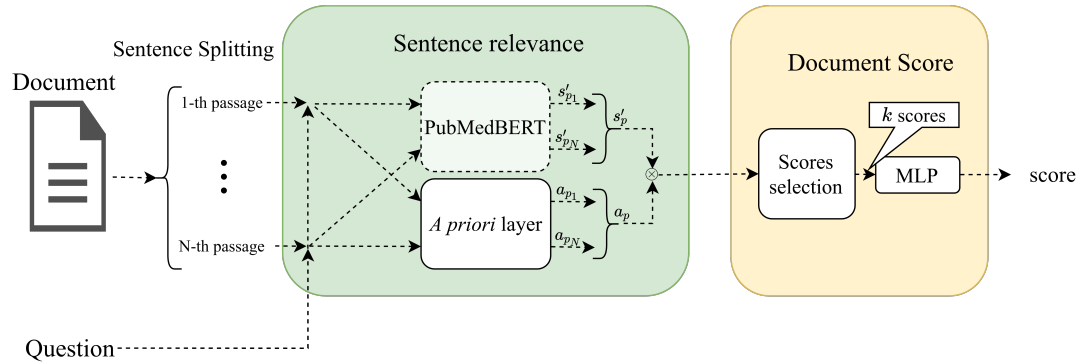 Sentence Splitting
Document
1-th passage
N-th passage
Question
Sentence relevance
PubMedBERT
A priori layer
s′p1
s′pN
s′p
ap1
apN
ap
⊗
Document Score
k scores
Scores
selection
MLP
score